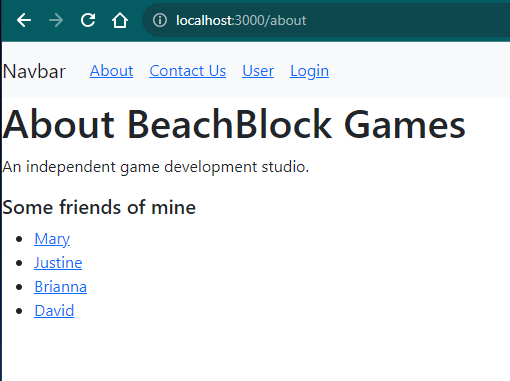 localhost:3000/about
Navbar About Contact Us User Login
About BeachBlock Games
An independent game development studio.
Some friends of mine
Mary
Justine
Brianna
David